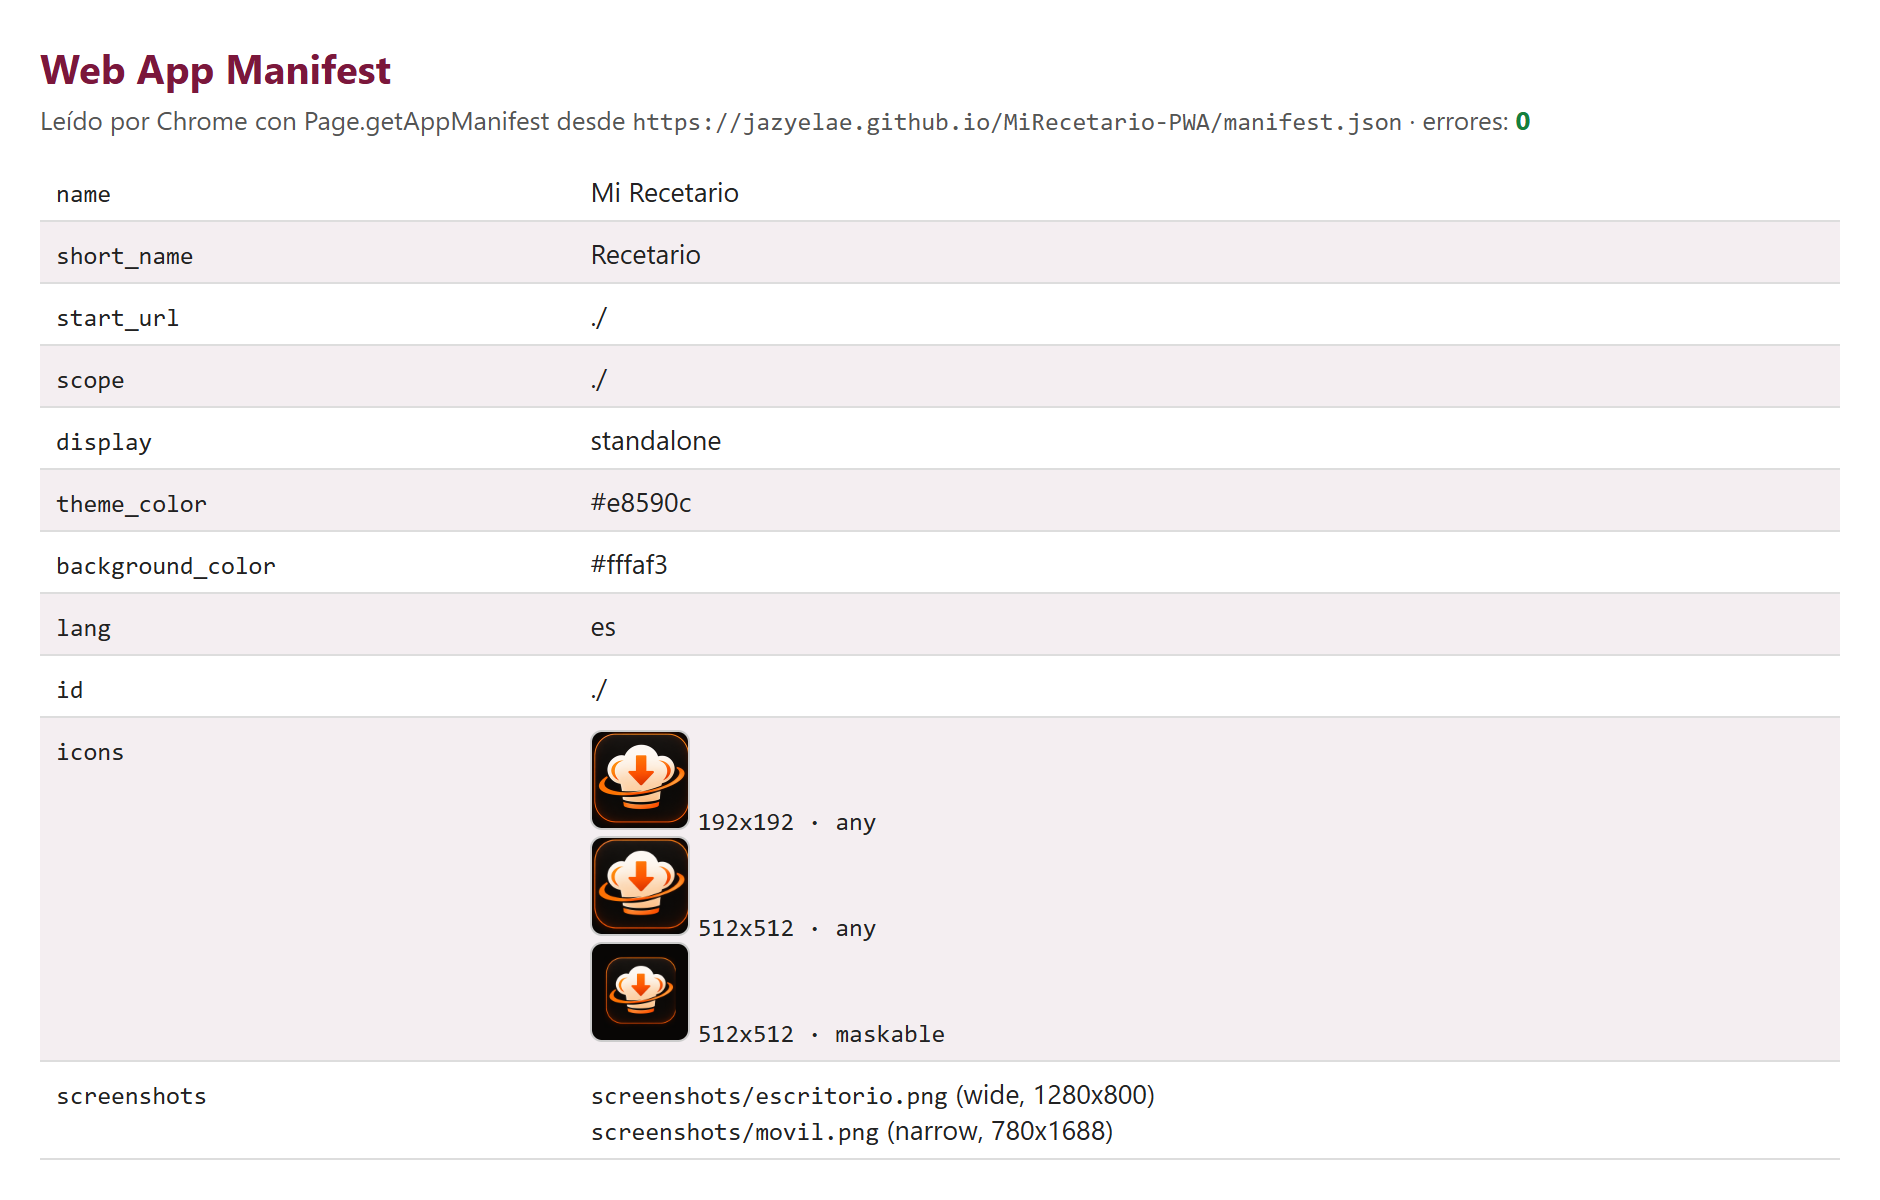 Web App Manifest
Leído por Chrome con Page.getAppManifest desde https://jazyelae.github.io/MiRecetario-PWA/manifest.json · errores: 0
name Mi Recetario
short_name Recetario
start_url ./
scope ./
display standalone
theme_color #e8590c
background_color #fffaf3
lang es
id ./
icons
192x192 · any
512x512 · any
512x512 · maskable
screenshots screenshots/escritorio.png (wide, 1280x800)
screenshots/movil.png (narrow, 780x1688)